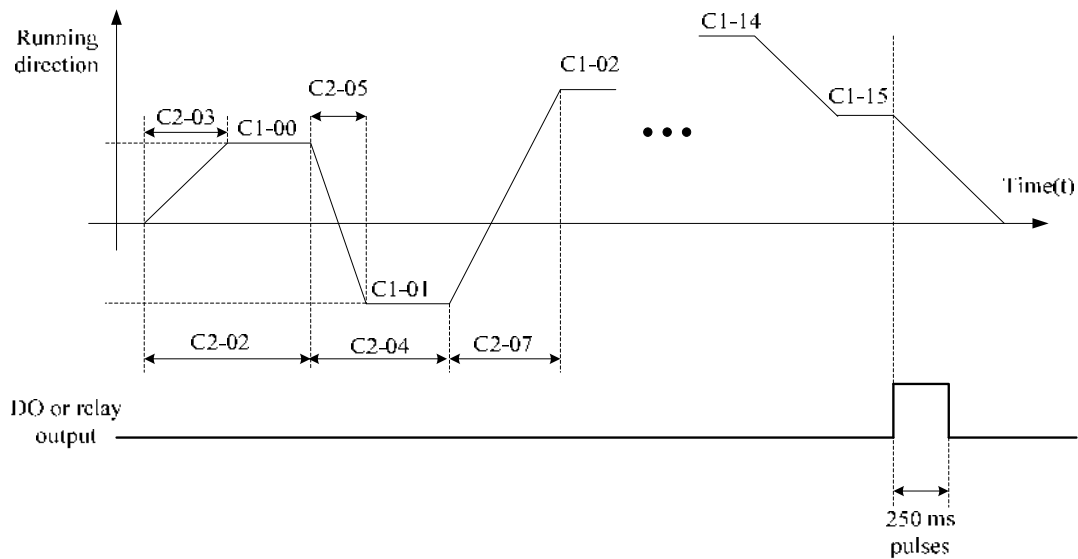 Running
direction
C2-03
C1-00
C2-05
C1-01
C1-02
C1-14
C1-15
Time(t)
C2-02
C2-04
C2-07
DO or relay
output
250 ms
pulses